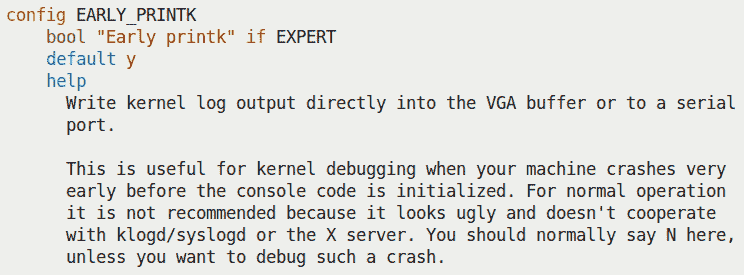 config EARLY_PRINTK
bool "Early printk" if EXPERT
default y
help
Write kernel log output directly into the VGA buffer or to a serial
port.
This is useful for kernel debugging when your machine crashes very
early before the console code is initialized. For normal operation
it is not recommended because it looks ugly and doesn't cooperate
with klogd/syslogd or the X server. You should normally say N here,
unless you want to debug such a crash.